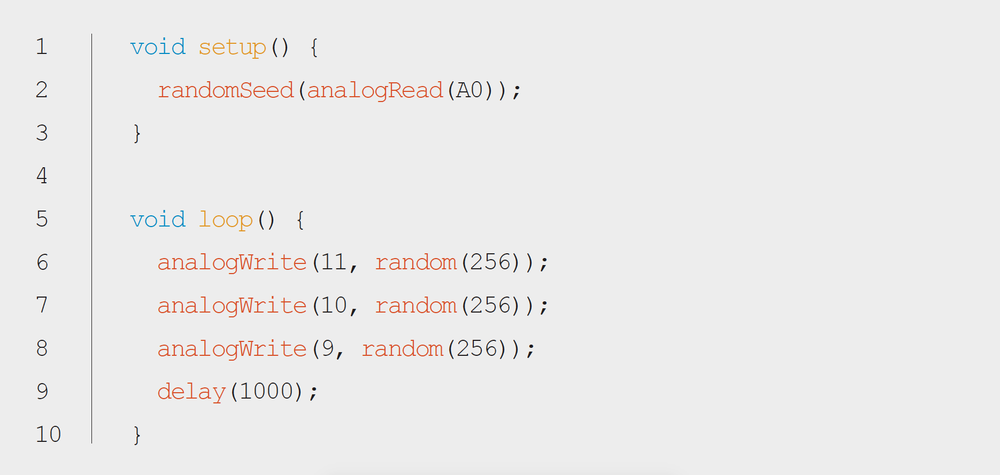 1 void setup() {
2 randomSeed(analogRead(A0));
3 }
4
5 void loop() {
6 analogWrite(11, random(256));
7 analogWrite(10, random(256));
8 analogWrite(9, random(256));
9 delay(1000);
10 }